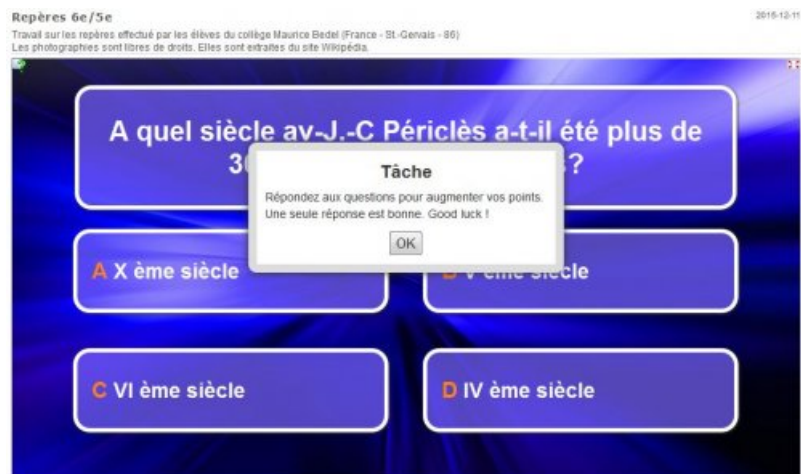 Repères 6e/5e
2015-12-11
Travail sur les repères effectué par les élèves du collège Maurice Bedel (France - St.-Gervais - 86)
Les photographies sont libres de droits. Elles sont extraites du site Wikipédia.
A quel siècle av-J.-C Périclès a-t-il été plus de
?
Tâche
Répondez aux questions pour augmenter vos points.
Une seule réponse est bonne. Good luck !
OK
A X ème siècle
V ème siècle
C VI ème siècle
D IV ème siècle